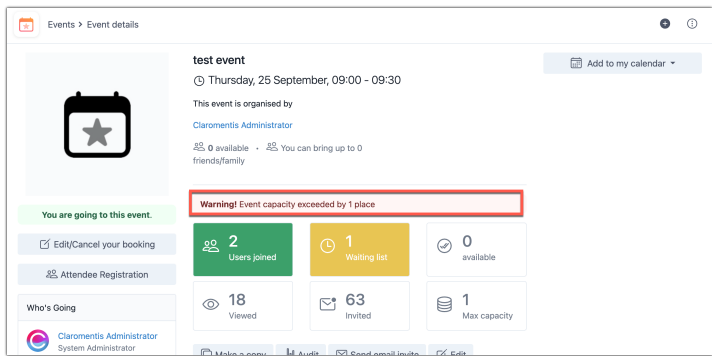 Events > Event details
test event
Thursday, 25 September, 09:00 - 09:30
Add to my calendar
This event is organised by
Claromentis Administrator
0 available · You can bring up to 0
friends/family
Warning! Event capacity exceeded by 1 place
You are going to this event.
Edit/Cancel your booking
Attendee Registration
Who's Going
Claromentis Administrator
System Administrator
2
Users joined
1
Waiting list
0
available
18
Viewed
63
Invited
1
Max capacity
Make a copy
Audit
Send email invite
Edit